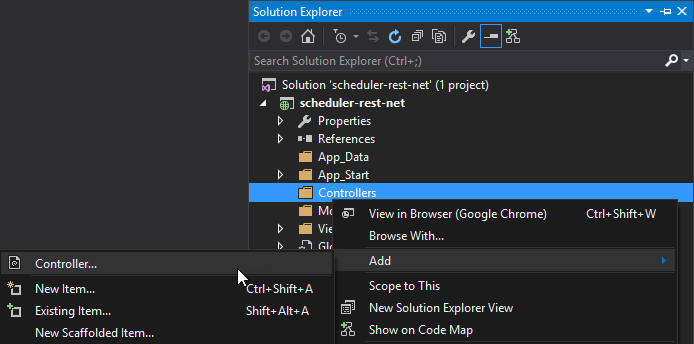 Solution Explorer
Search Solution Explorer (Ctrl+;)
Solution 'scheduler-rest-net' (1 project)
scheduler-rest-net
Properties
References
App_Data
App_Start
Controllers
Mo
Vie
Glo
View in Browser (Google Chrome) Ctrl+Shift+W
Browse With...
Add
Scope to This
New Solution Explorer View
Show on Code Map
Controller...
New Item... Ctrl+Shift+A
Existing Item... Shift+Alt+A
New Scaffolded Item...